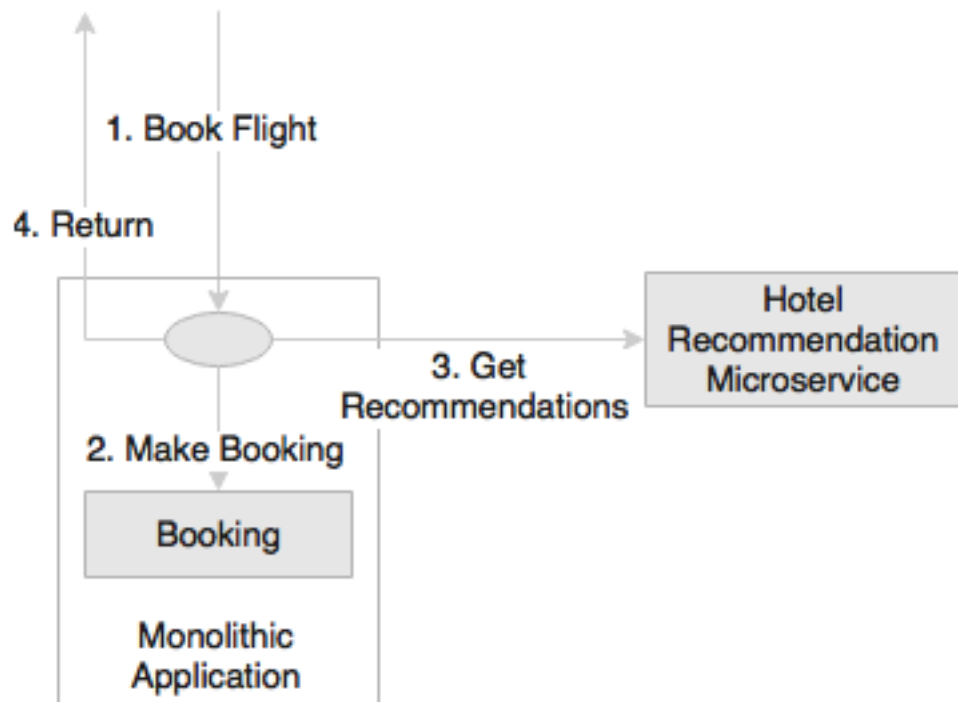 1. Book Flight
4. Return
Hotel
Recommendation
Microservice
3. Get
Recommendations
2. Make Booking
Booking
Monolithic
Application